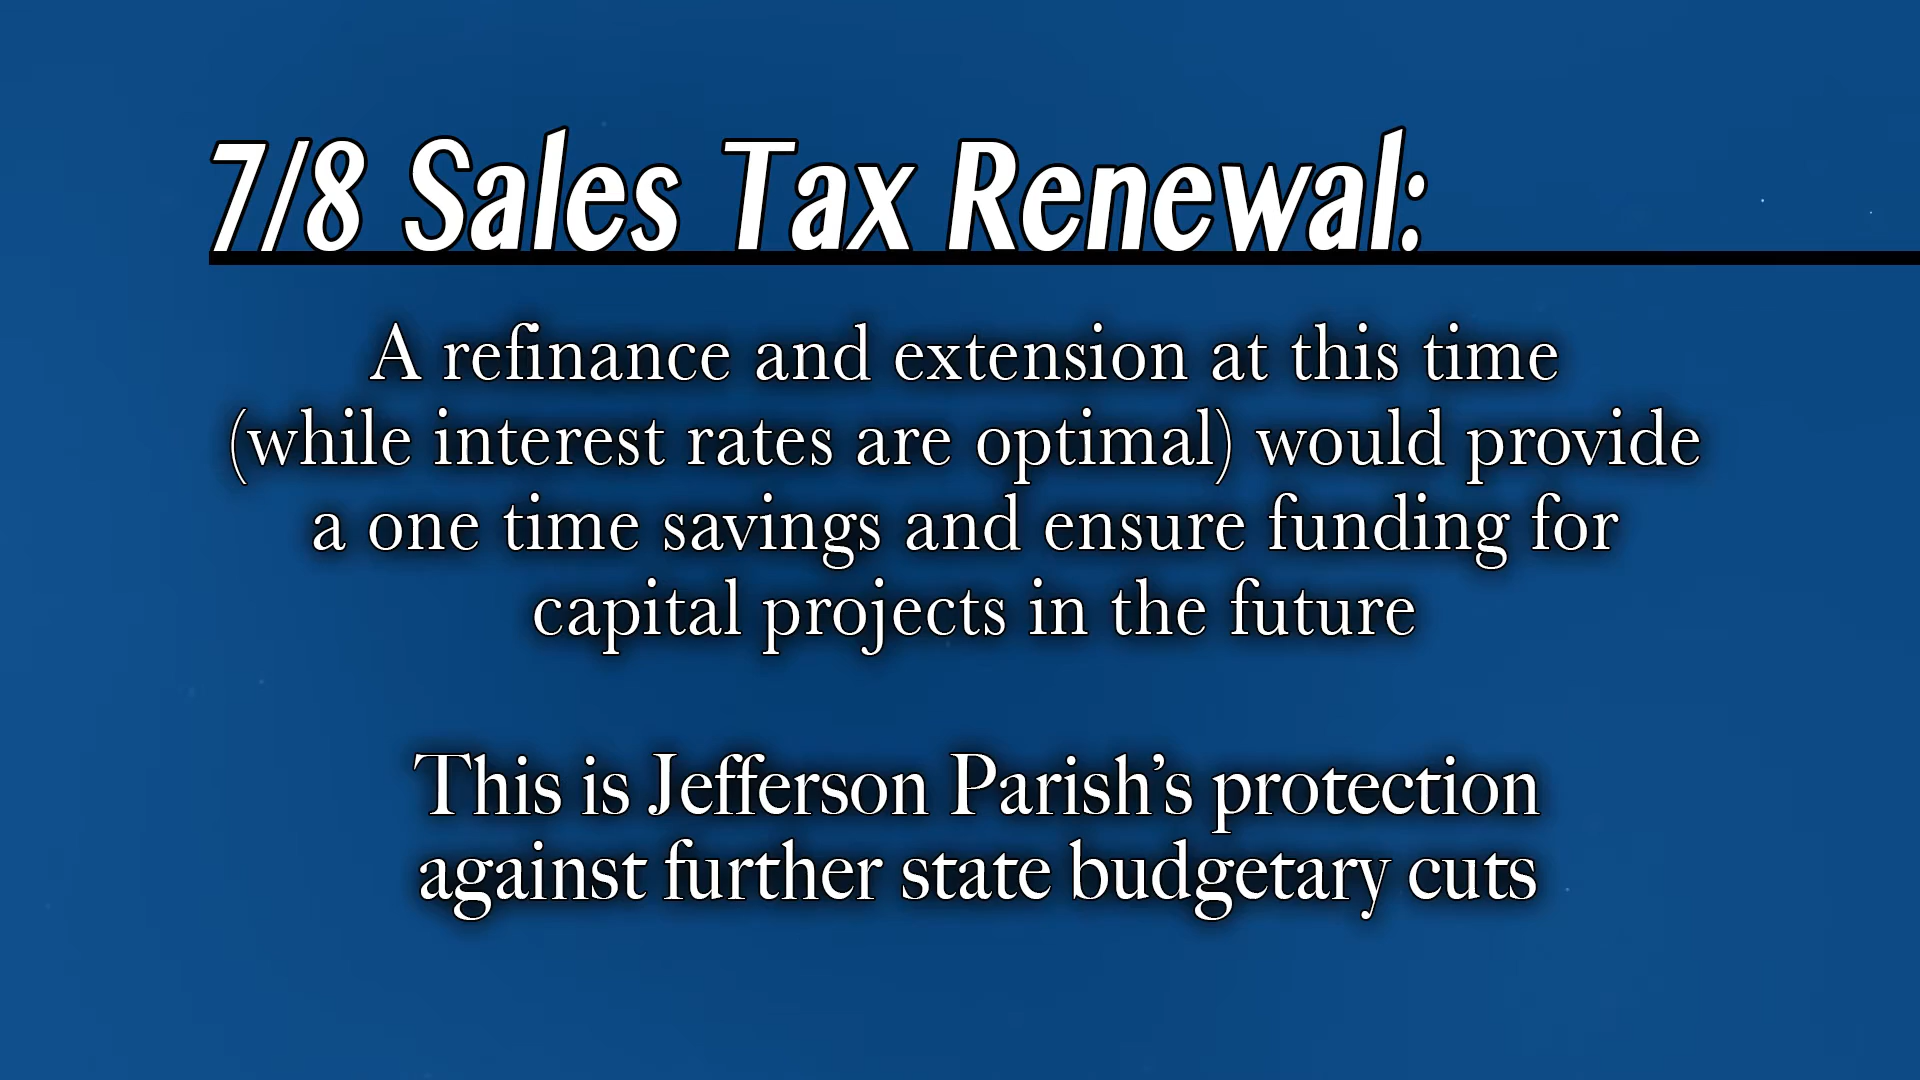 7/8 Sales Tax Renewal:
A refinance and extension at this time
(while interest rates are optimal) would provide
a one time savings and ensure funding for
capital projects in the future
This is Jefferson Parish’s protection
against further state budgetary cuts